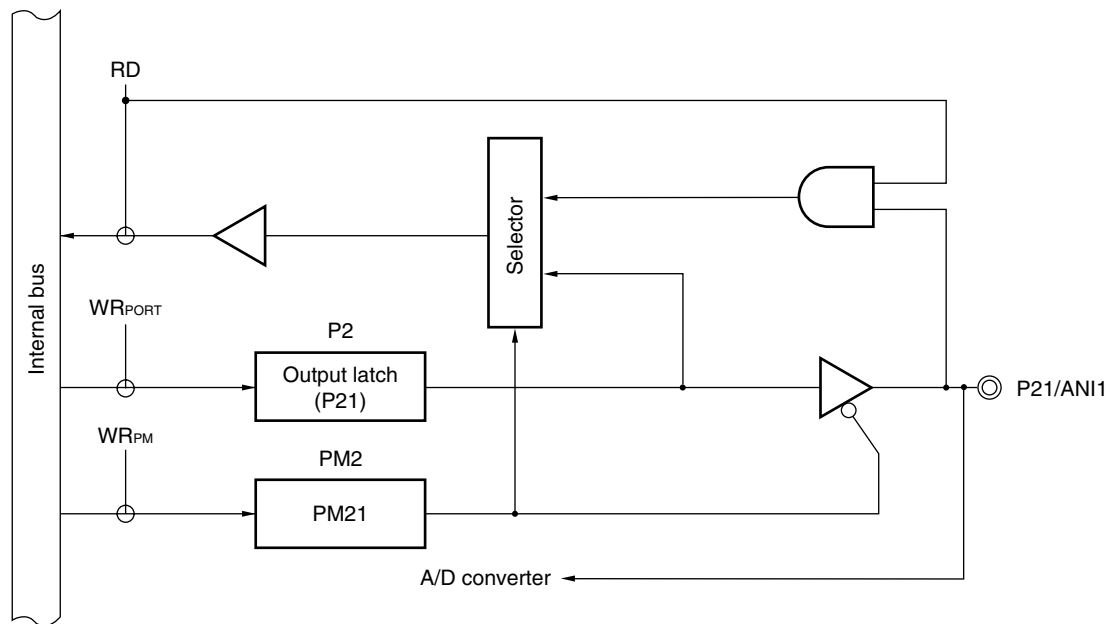 RD
Selector
Internal bus
WRPORT
P2
Output latch
(P21)
P21/ANI1
WRPM
PM2
PM21
A/D converter